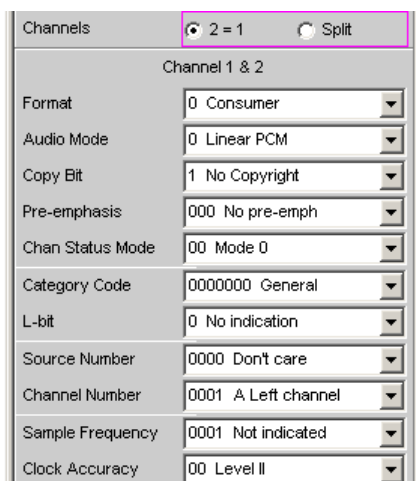 Channels 2 = 1 Split
Channel 1 & 2
Format 0 Consumer
Audio Mode 0 Linear PCM
Copy Bit 1 No Copyright
Pre-emphasis 000 No pre-emph
Chan Status Mode 00 Mode 0
Category Code 0000000 General
L-bit 0 No indication
Source Number 0000 Don't care
Channel Number 0001 A Left channel
Sample Frequency 0001 Not indicated
Clock Accuracy 00 Level II